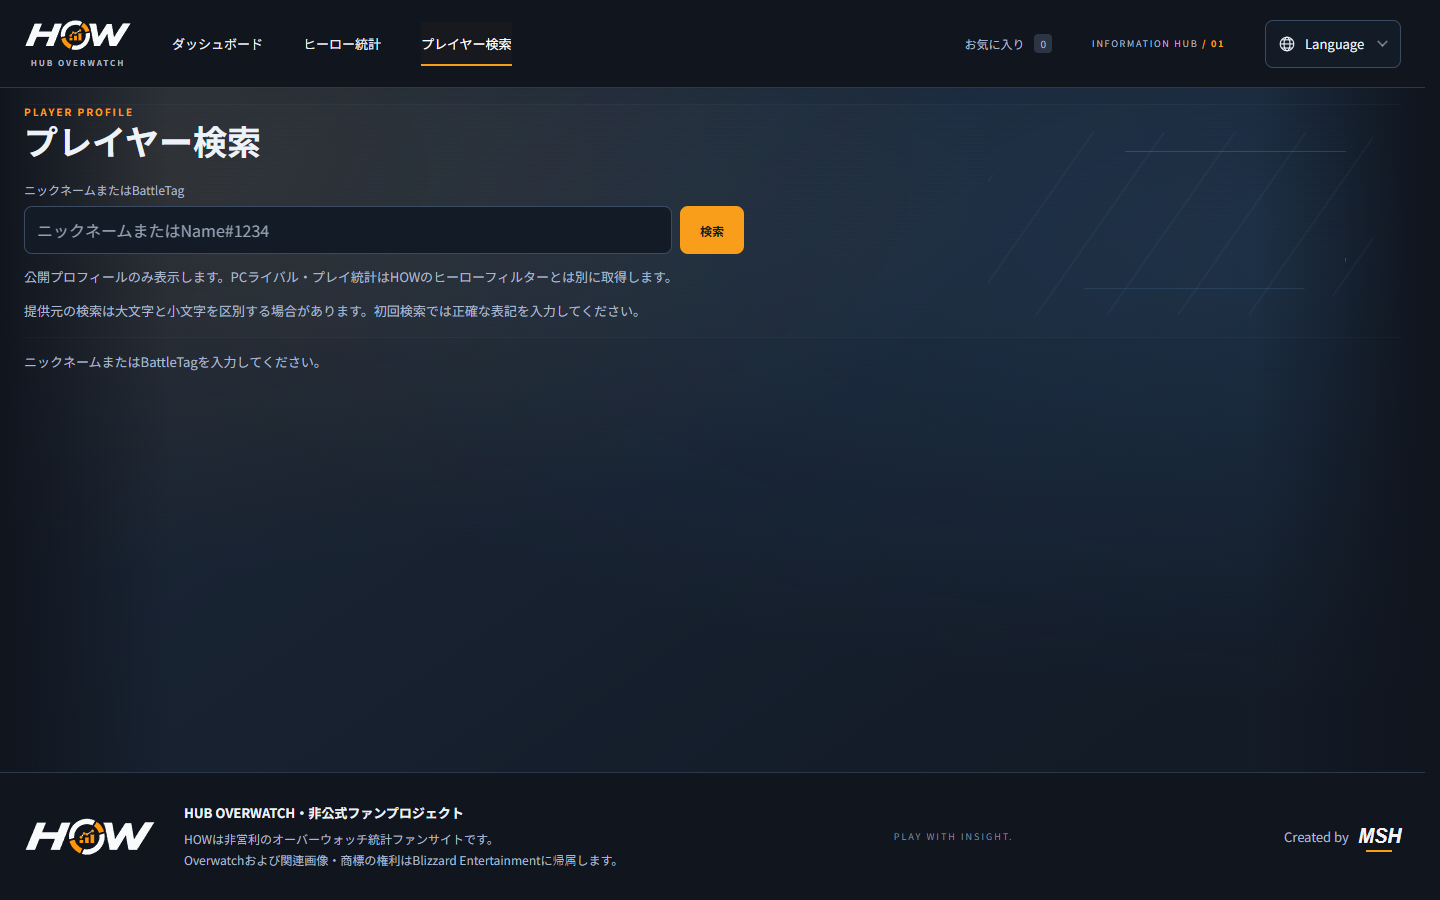 HOW
HUB OVERWATCH
ダッシュボード
ヒーロー統計
プレイヤー検索
お気に入り 0
INFORMATION HUB / 01
Language
PLAYER PROFILE
プレイヤー検索
ニックネームまたはBattleTag
ニックネームまたはName#1234
検索
公開プロフィールのみ表示します。PCライバル・プレイ統計はHOWのヒーローフィルターとは別に取得します。
提供元の検索は大文字と小文字を区別する場合があります。初回検索では正確な表記を入力してください。
ニックネームまたはBattleTagを入力してください。
HOW
HUB OVERWATCH・非公式ファンプロジェクト
HOWは非営利のオーバーウォッチ統計ファンサイトです。
Overwatchおよび関連画像・商標の権利はBlizzard Entertainmentに帰属します。
PLAY WITH INSIGHT.
Created by MSH